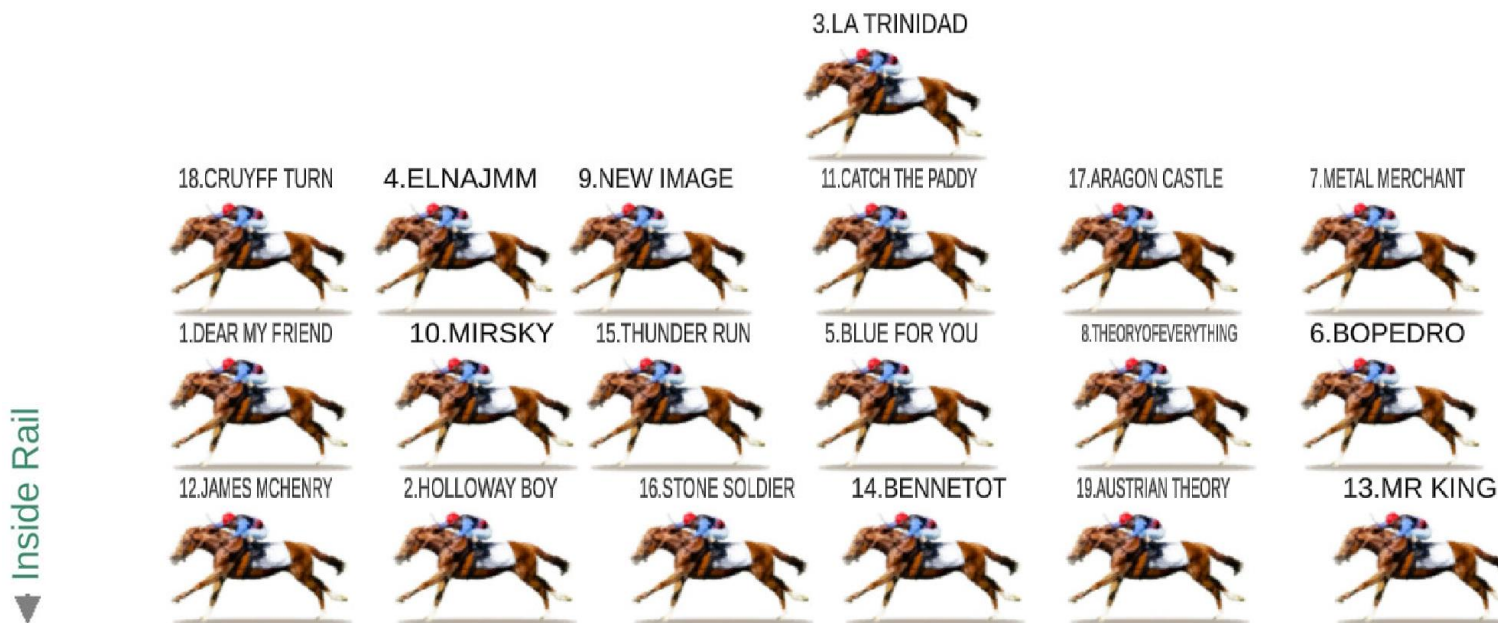 3.LA TRINIDAD
18.CRUYFF TURN 4.ELNAJMM 9.NEW IMAGE 11.CATCH THE PADDY 17.ARAGON CASTLE 7.METAL MERCHANT
1.DEAR MY FRIEND 10.MIRSKY 15.THUNDER RUN 5.BLUE FOR YOU 8.THEORYOFEVERYTHING 6.BOPEDRO
12.JAMES MCHENRY 2.HOLLOWAY BOY 16.STONE SOLDIER 14.BENNETOT 19.AUSTRIAN THEORY 13.MR KING
Inside Rail